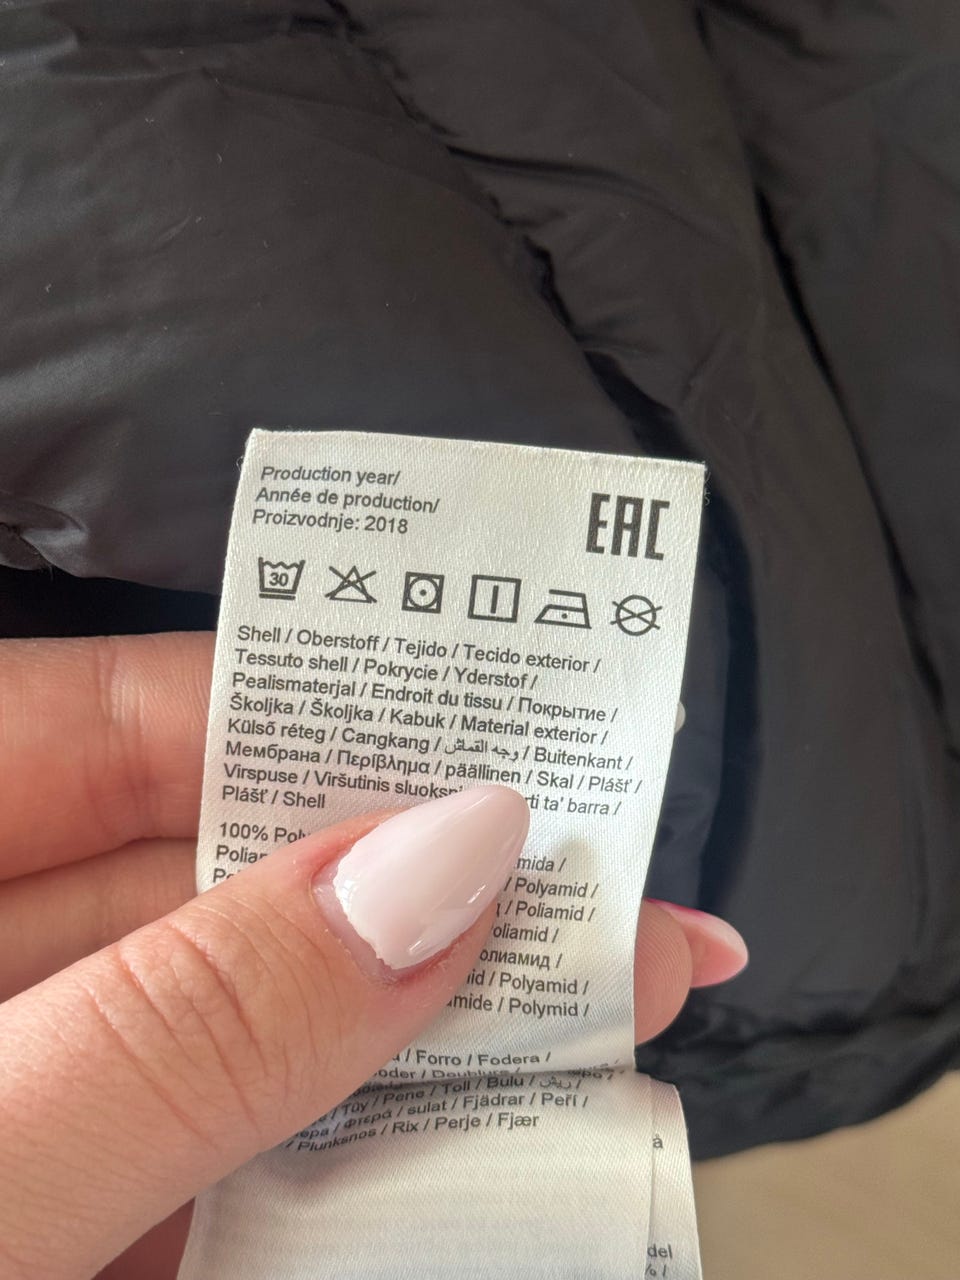 Production year/
Année de production/
Proizvodnje: 2018
EAC
30
Shell / Oberstoff / Tejido / Tecido exterior /
Tessuto shell / Pokrycie / Yderstof /
Pealismaterjal / Endroit du tissu / Покрытие /
Školjka / Školjka / Kabuk / Material exterior /
Külső réteg / Cangkang / وجه القماش / Buitenkant /
Мембрана / Περίβλημα / päällinen / Skal / Plášť /
Virspuse / Viršutinis / ta' barra /
Plášť / Shell
100%
/ Polyamid /
/ Poliamid /
/ Polyamid /
/ Polymid /
/ Forro / Fodera /
/ Tüy / Pene / Toll / Bulu / ريش /
/ sulat / Fjädrar / Peří /
/ Plunksnos / Rix / Perje / Fjær
à
del